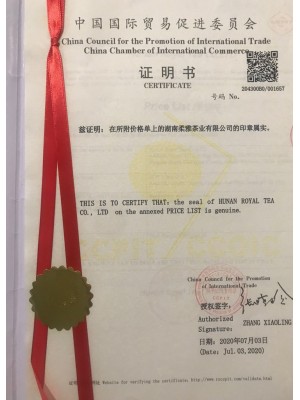 中国国际贸易促进委员会
China Council for the Promotion of International Trade
China Chamber of International Commerce
证明书
CERTIFICATE
号码 No. 204300B0/001657
兹证明：在所附价格单上的湖南柔雅茶业有限公司的印章属实。
THIS IS TO CERTIFY THAT: the seal of HUNAN ROYAL TEA
CO., LTD on the annexed PRICE LIST is genuine.
China Council for the Promotion
of International Trade
授权签字：
Authorized
Signature:
ZHANG XIAOLING
日期：2020年07月03日
(Date: Jul.03,2020)